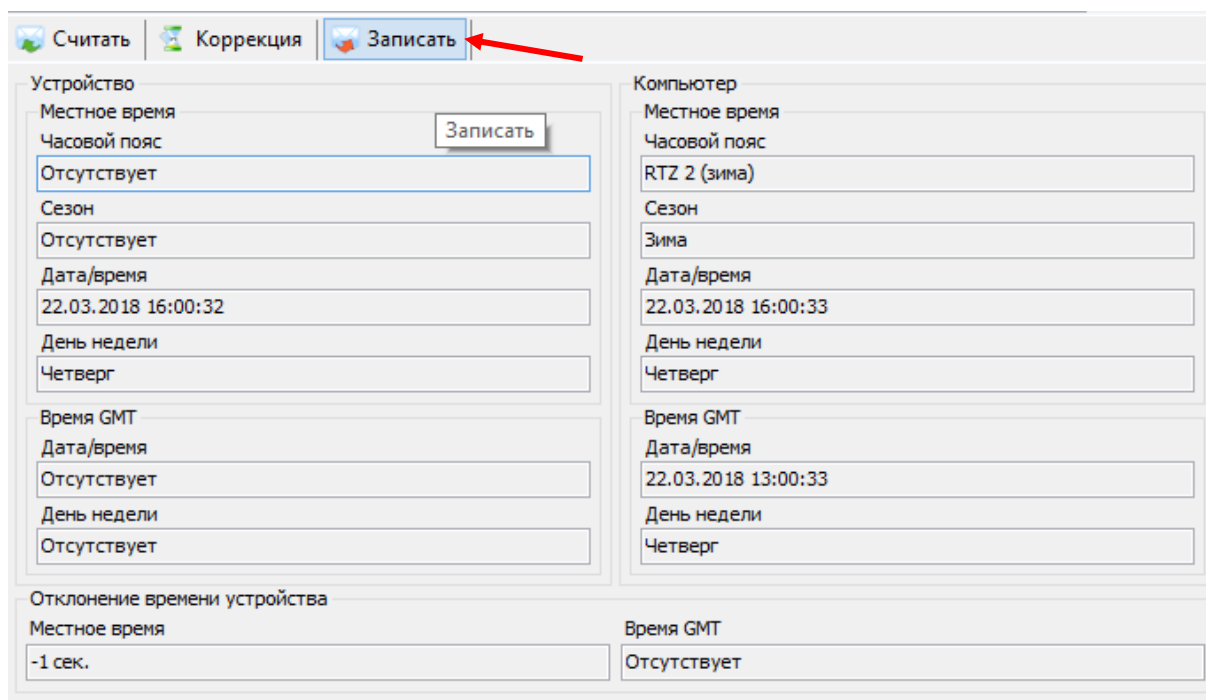 Считать Коррекция Записать
Устройство
Местное время
Часовой пояс
Записать
Отсутствует
Сезон
Отсутствует
Дата/время
22.03.2018 16:00:32
День недели
Четверг
Время GMT
Дата/время
Отсутствует
День недели
Отсутствует
Компьютер
Местное время
Часовой пояс
RTZ 2 (зима)
Сезон
Зима
Дата/время
22.03.2018 16:00:33
День недели
Четверг
Время GMT
Дата/время
22.03.2018 13:00:33
День недели
Четверг
Отклонение времени устройства
Местное время
-1 сек.
Время GMT
Отсутствует